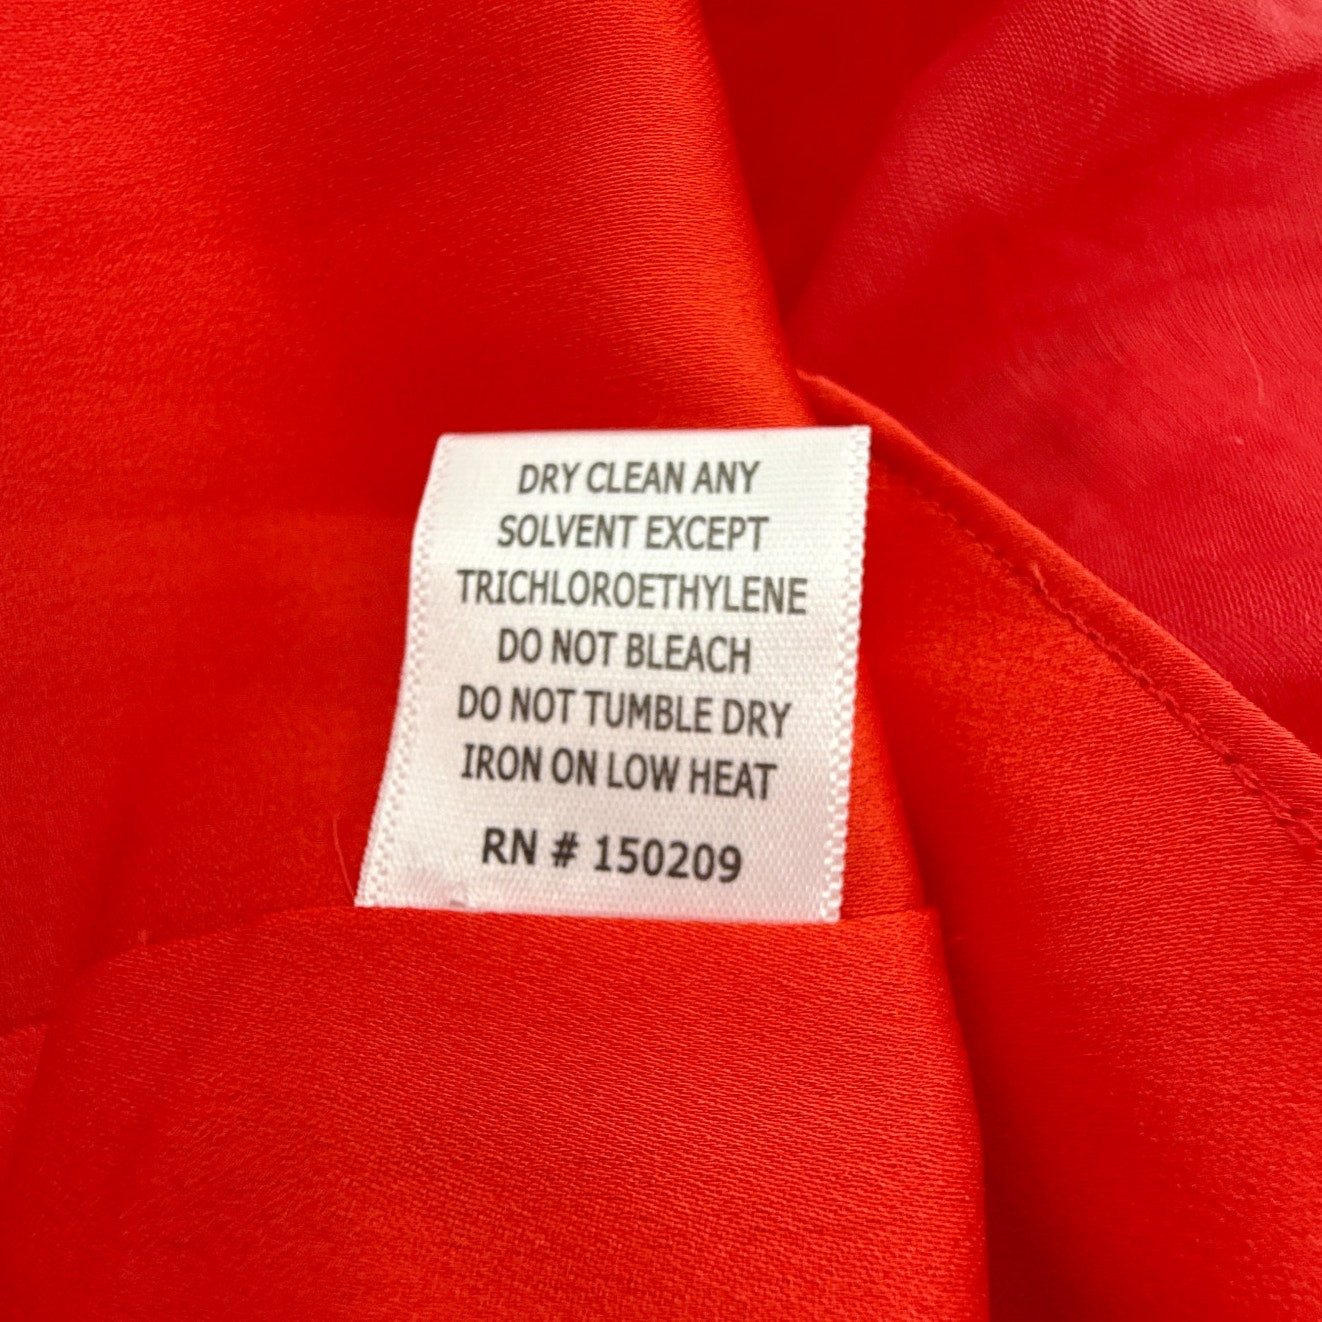 DRY CLEAN ANY
SOLVENT EXCEPT
TRICHLOROETHYLENE
DO NOT BLEACH
DO NOT TUMBLE DRY
IRON ON LOW HEAT
RN # 150209